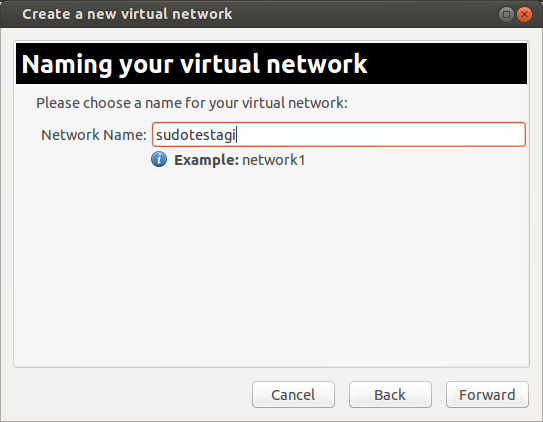 Create a new virtual network
Naming your virtual network
Please choose a name for your virtual network:
Network Name: sudotestagi
Example: network1
Cancel Back Forward